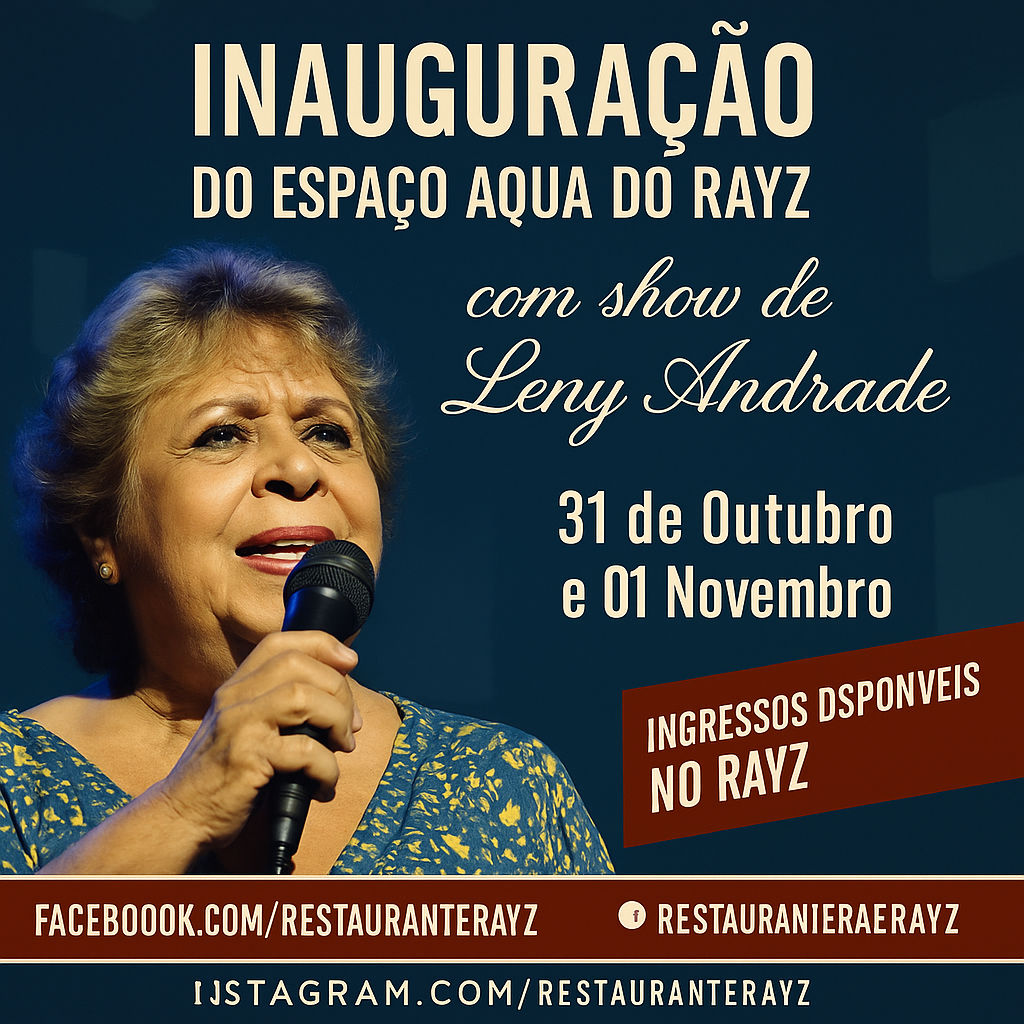 INAUGURAÇÃO
DO ESPAÇO AQUA DO RAYZ
com show de
Leny Andrade
31 de Outubro
e 01 Novembro
INGRESSOS DSPONVEIS
NO RAYZ
FACEBOOOK.COM/RESTAURANTERAYZ
f RESTAURANIERAERAYZ
IJSTAGRAM.COM/RESTAURANTERAYZ